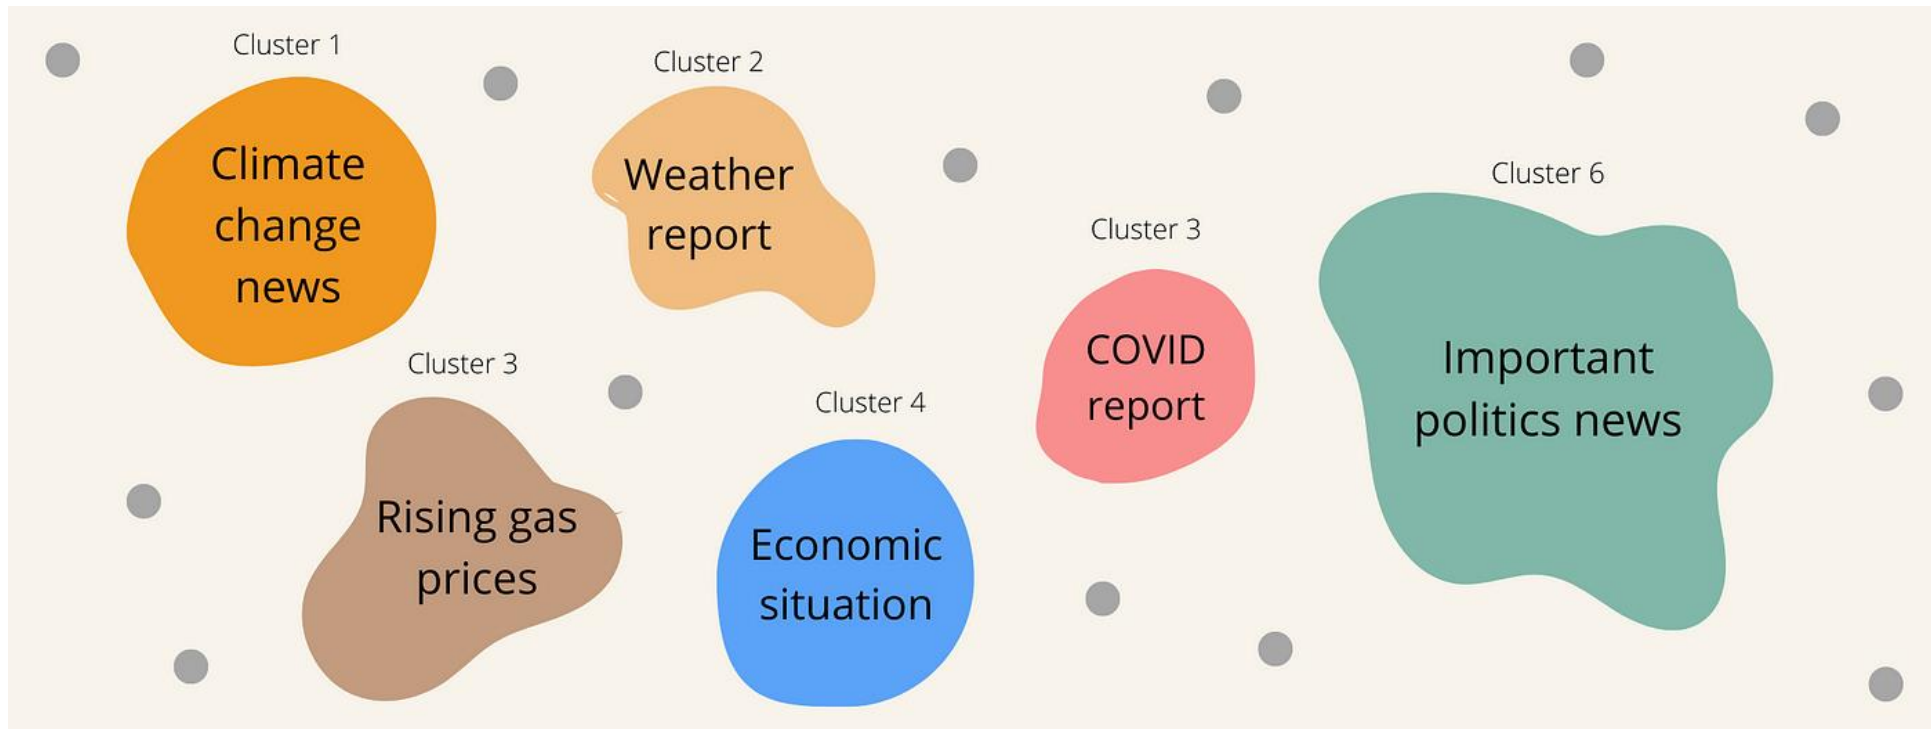 Cluster 1
Climate
change
news
Cluster 2
Weather
report
Cluster 3
Rising gas
prices
Cluster 4
Economic
situation
Cluster 3
COVID
report
Cluster 6
Important
politics news